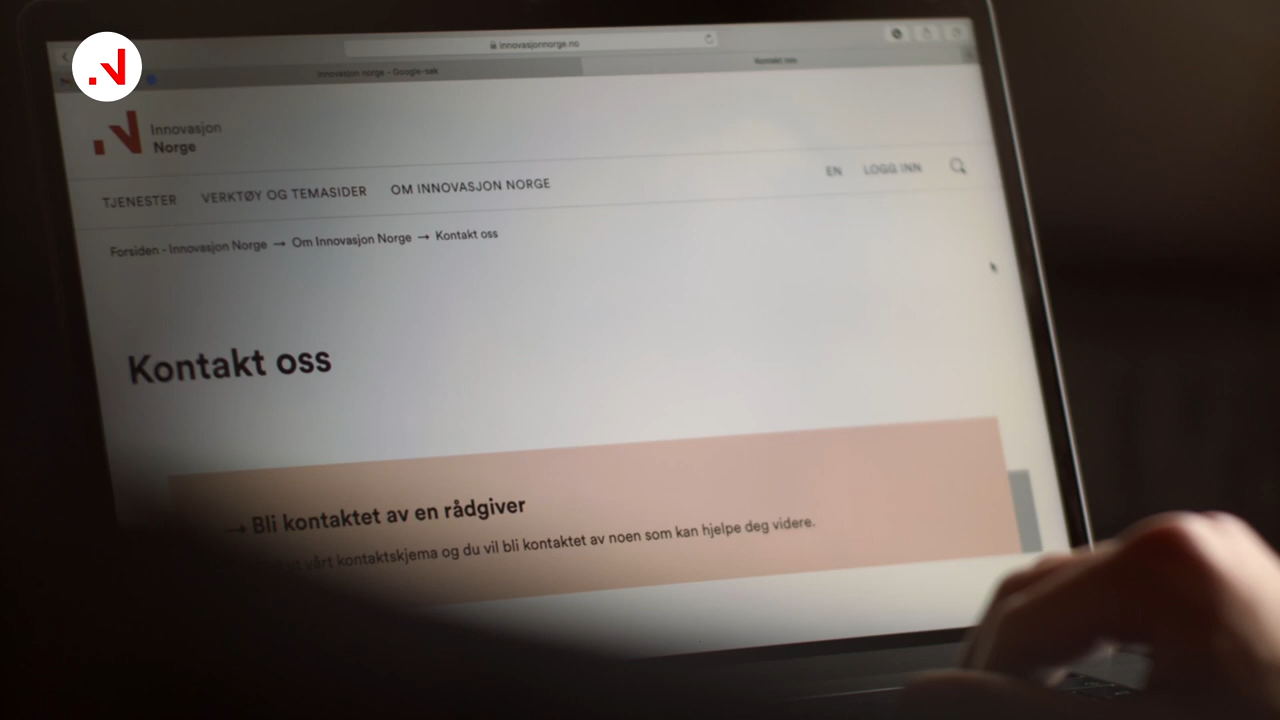 innovasjonnorge.no
innovasjon norge - Google-søk
Kontakt oss
Innovasjon
Norge
TJENESTER VERKTØY OG TEMASIDER OM INNOVASJON NORGE EN LOGG INN
Forsiden - Innovasjon Norge → Om Innovasjon Norge → Kontakt oss
Kontakt oss
→ Bli kontaktet av en rådgiver
vårt kontaktskjema og du vil bli kontaktet av noen som kan hjelpe deg videre.